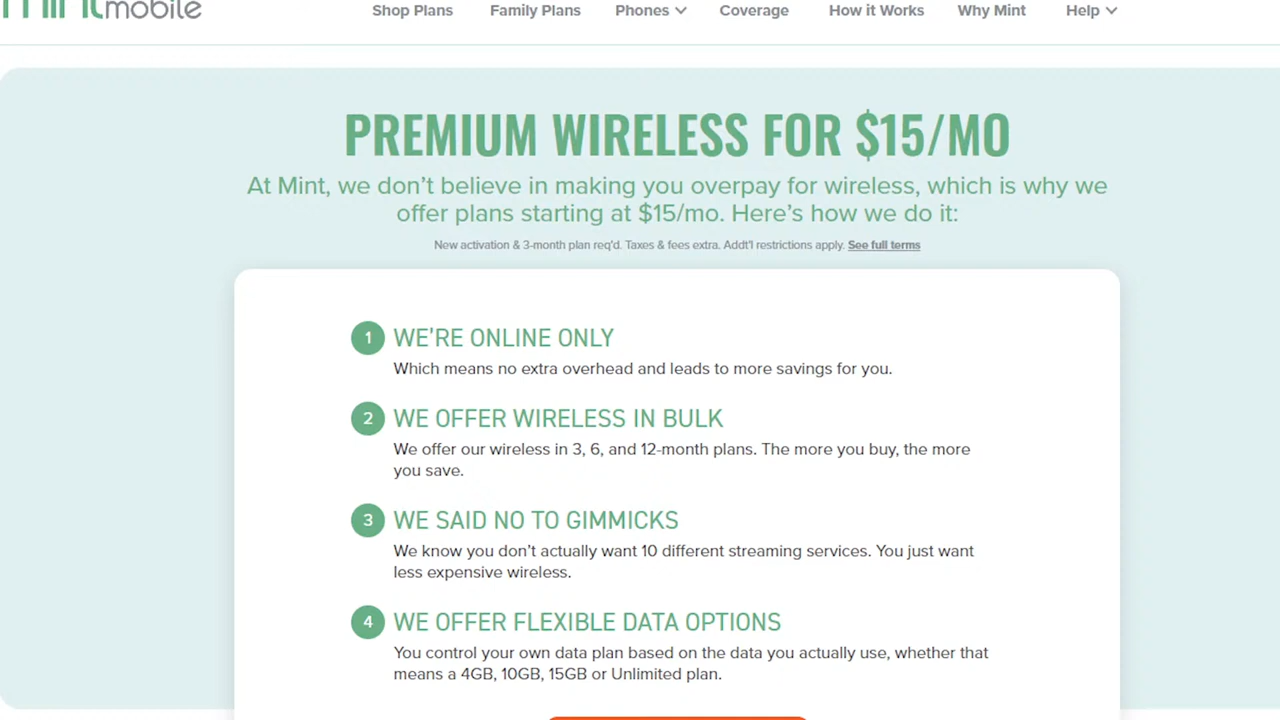 mintmobile
Shop Plans Family Plans Phones Coverage How it Works Why Mint Help
PREMIUM WIRELESS FOR $15/MO
At Mint, we don't believe in making you overpay for wireless, which is why we
offer plans starting at $15/mo. Here's how we do it:
New activation & 3-month plan req'd. Taxes & fees extra. Addt'l restrictions apply. See full terms
1 WE'RE ONLINE ONLY
Which means no extra overhead and leads to more savings for you.
2 WE OFFER WIRELESS IN BULK
We offer our wireless in 3, 6, and 12-month plans. The more you buy, the more
you save.
3 WE SAID NO TO GIMMICKS
We know you don't actually want 10 different streaming services. You just want
less expensive wireless.
4 WE OFFER FLEXIBLE DATA OPTIONS
You control your own data plan based on the data you actually use, whether that
means a 4GB, 10GB, 15GB or Unlimited plan.